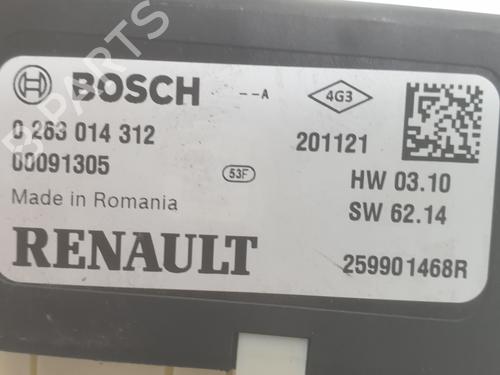 B PARTS
BOSCH --A 4G3
0 263 014 312 201121
00091305 53F HW 03.10
Made in Romania SW 62.14
RENAULT 259901468R